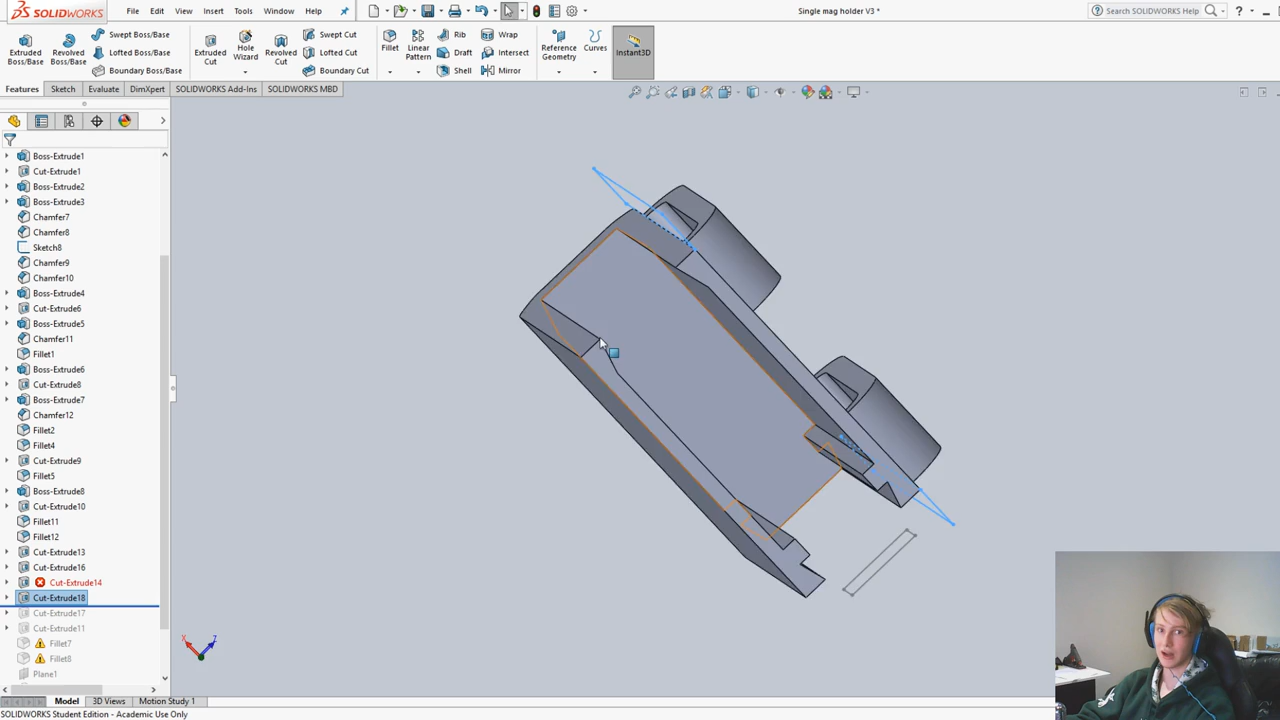 SOLIDWORKS File Edit View Insert Tools Window Help Single mag holder V3 * Search SOLIDWORKS Help ?
Extruded Boss/Base
Revolved Boss/Base
Swept Boss/Base
Lofted Boss/Base
Boundary Boss/Base
Extruded Cut
Hole Wizard
Revolved Cut
Swept Cut
Lofted Cut
Boundary Cut
Fillet
Linear Pattern
Rib
Draft
Shell
Wrap
Intersect
Mirror
Reference Geometry
Curves
Instant3D
Features Sketch Evaluate DimXpert SOLIDWORKS Add-Ins SOLIDWORKS MBD
Boss-Extrude1
Cut-Extrude1
Boss-Extrude2
Boss-Extrude3
Chamfer7
Chamfer8
Sketch8
Chamfer9
Chamfer10
Boss-Extrude4
Cut-Extrude6
Boss-Extrude5
Chamfer11
Fillet1
Boss-Extrude6
Cut-Extrude8
Boss-Extrude7
Chamfer12
Fillet2
Fillet4
Cut-Extrude9
Fillet5
Boss-Extrude8
Cut-Extrude10
Fillet11
Fillet12
Cut-Extrude13
Cut-Extrude16
Cut-Extrude14
Cut-Extrude18
Cut-Extrude17
Cut-Extrude11
Fillet7
Fillet8
Plane1
X Z
Model 3D Views Motion Study 1
SOLIDWORKS Student Edition - Academic Use Only